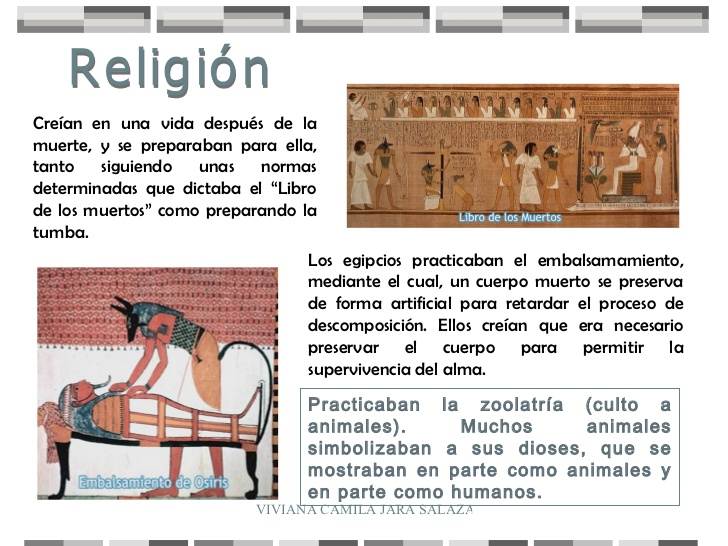 Religión
Creían en una vida después de la
muerte, y se preparaban para ella,
tanto siguiendo unas normas
determinadas que dictaba el “Libro
de los muertos” como preparando la
tumba.
Libro de los Muertos
Los egipcios practicaban el embalsamamiento,
mediante el cual, un cuerpo muerto se preserva
de forma artificial para retardar el proceso de
descomposición. Ellos creían que era necesario
preservar el cuerpo para permitir la
supervivencia del alma.
Embalsamiento de Osiris
Practicaban la zoolatría (culto a
animales). Muchos animales
simbolizaban a sus dioses, que se
mostraban en parte como animales y
en parte como humanos.
VIVIANA CAMILA JARA SALAZA